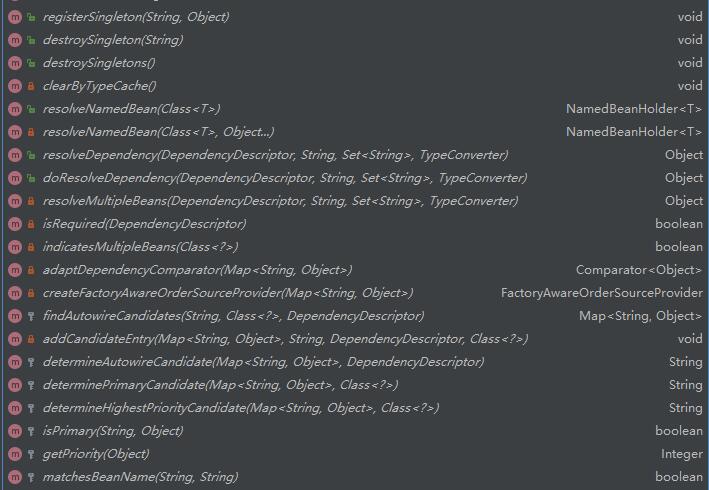 registerSingleton(String, Object) void
destroySingleton(String) void
destroySingletons() void
clearByTypeCache() void
resolveNamedBean(Class<T>) NamedBeanHolder<T>
resolveNamedBean(Class<T>, Object...) NamedBeanHolder<T>
resolveDependency(DependencyDescriptor, String, Set<String>, TypeConverter) Object
doResolveDependency(DependencyDescriptor, String, Set<String>, TypeConverter) Object
resolveMultipleBeans(DependencyDescriptor, String, Set<String>, TypeConverter) Object
isRequired(DependencyDescriptor) boolean
indicatesMultipleBeans(Class<?>) boolean
adaptDependencyComparator(Map<String, Object>) Comparator<Object>
createFactoryAwareOrderSourceProvider(Map<String, Object>) FactoryAwareOrderSourceProvider
findAutowireCandidates(String, Class<?>, DependencyDescriptor) Map<String, Object>
addCandidateEntry(Map<String, Object>, String, DependencyDescriptor, Class<?>) void
determineAutowireCandidate(Map<String, Object>, DependencyDescriptor) String
determinePrimaryCandidate(Map<String, Object>, Class<?>) String
determineHighestPriorityCandidate(Map<String, Object>, Class<?>) String
isPrimary(String, Object) boolean
getPriority(Object) Integer
matchesBeanName(String, String) boolean